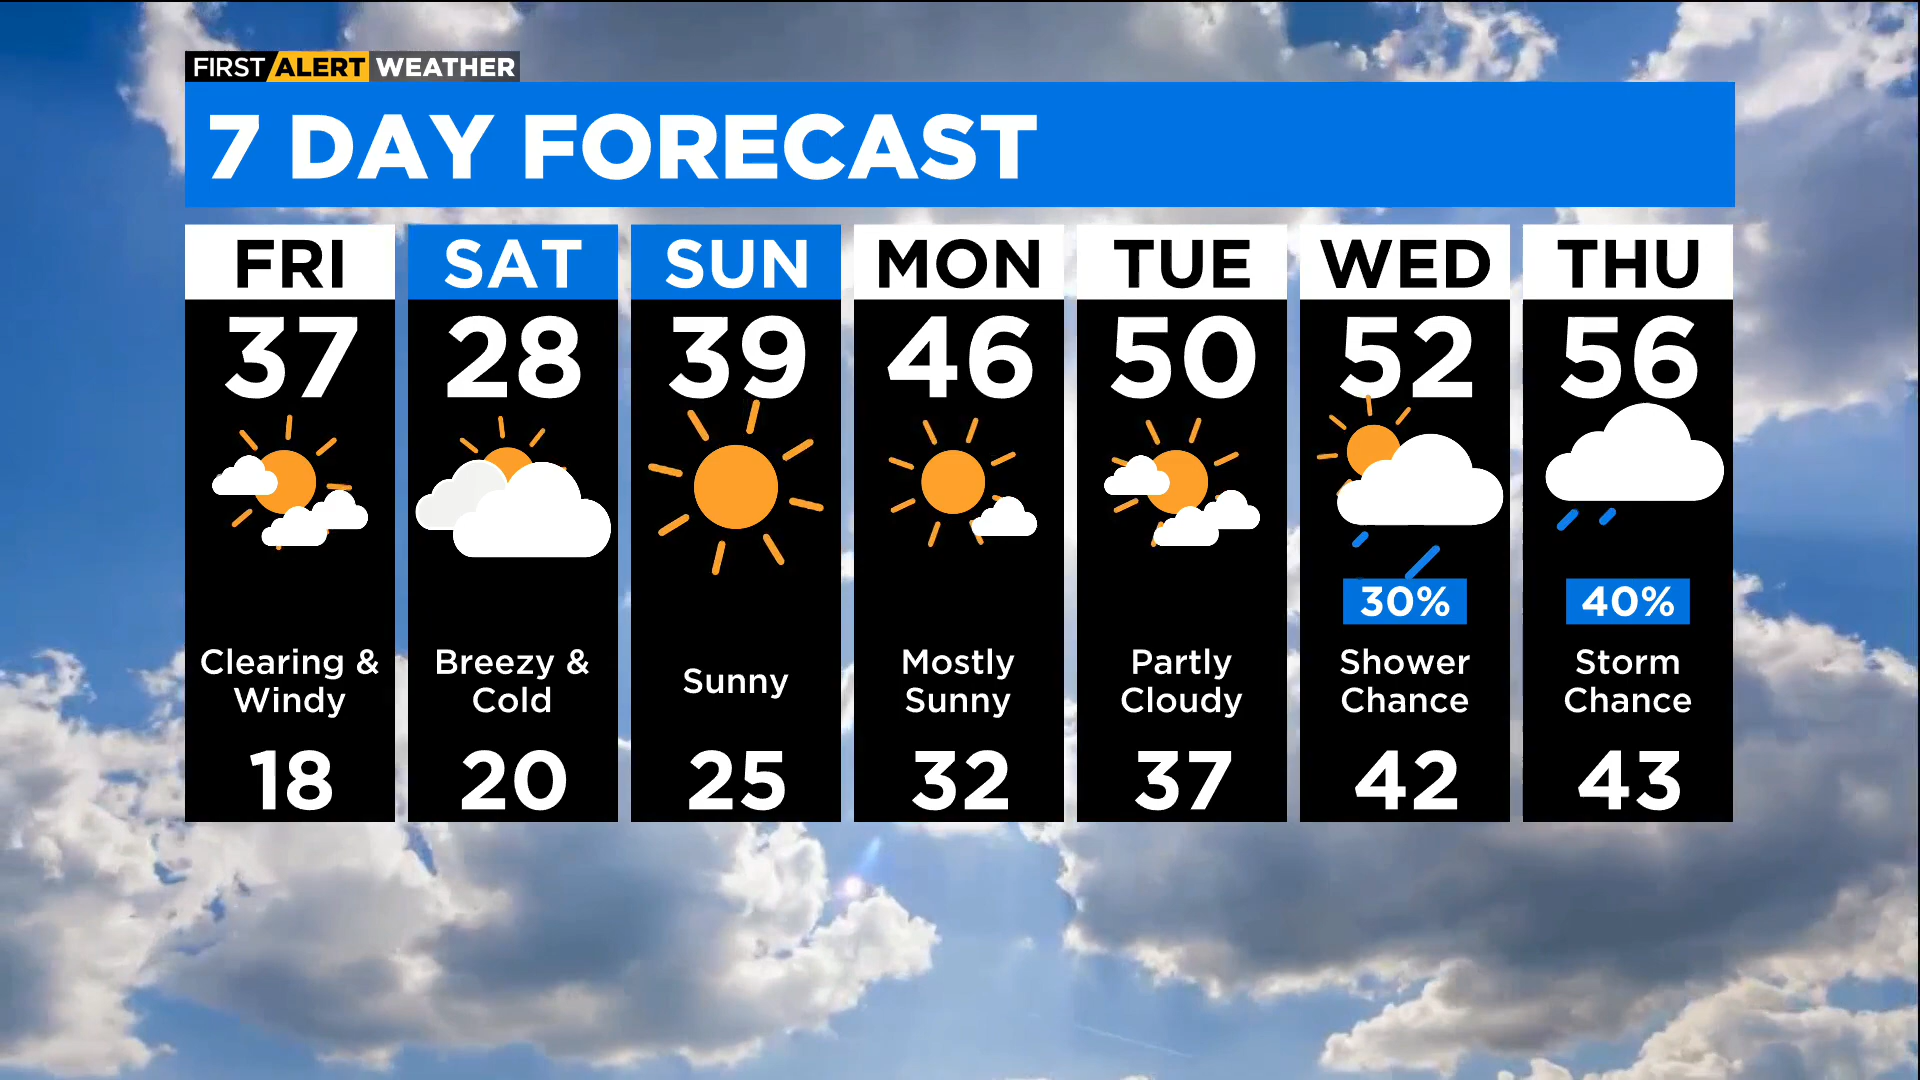 FIRST ALERT WEATHER
7 DAY FORECAST
FRI SAT SUN MON TUE WED THU
37 28 39 46 50 52 56
30% 40%
Clearing & Windy
Breezy & Cold
Sunny
Mostly Sunny
Partly Cloudy
Shower Chance
Storm Chance
18 20 25 32 37 42 43